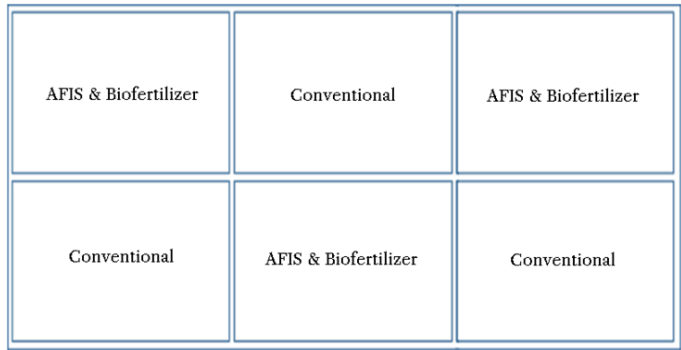 AFIS & Biofertilizer
Conventional
AFIS & Biofertilizer
Conventional
AFIS & Biofertilizer
Conventional